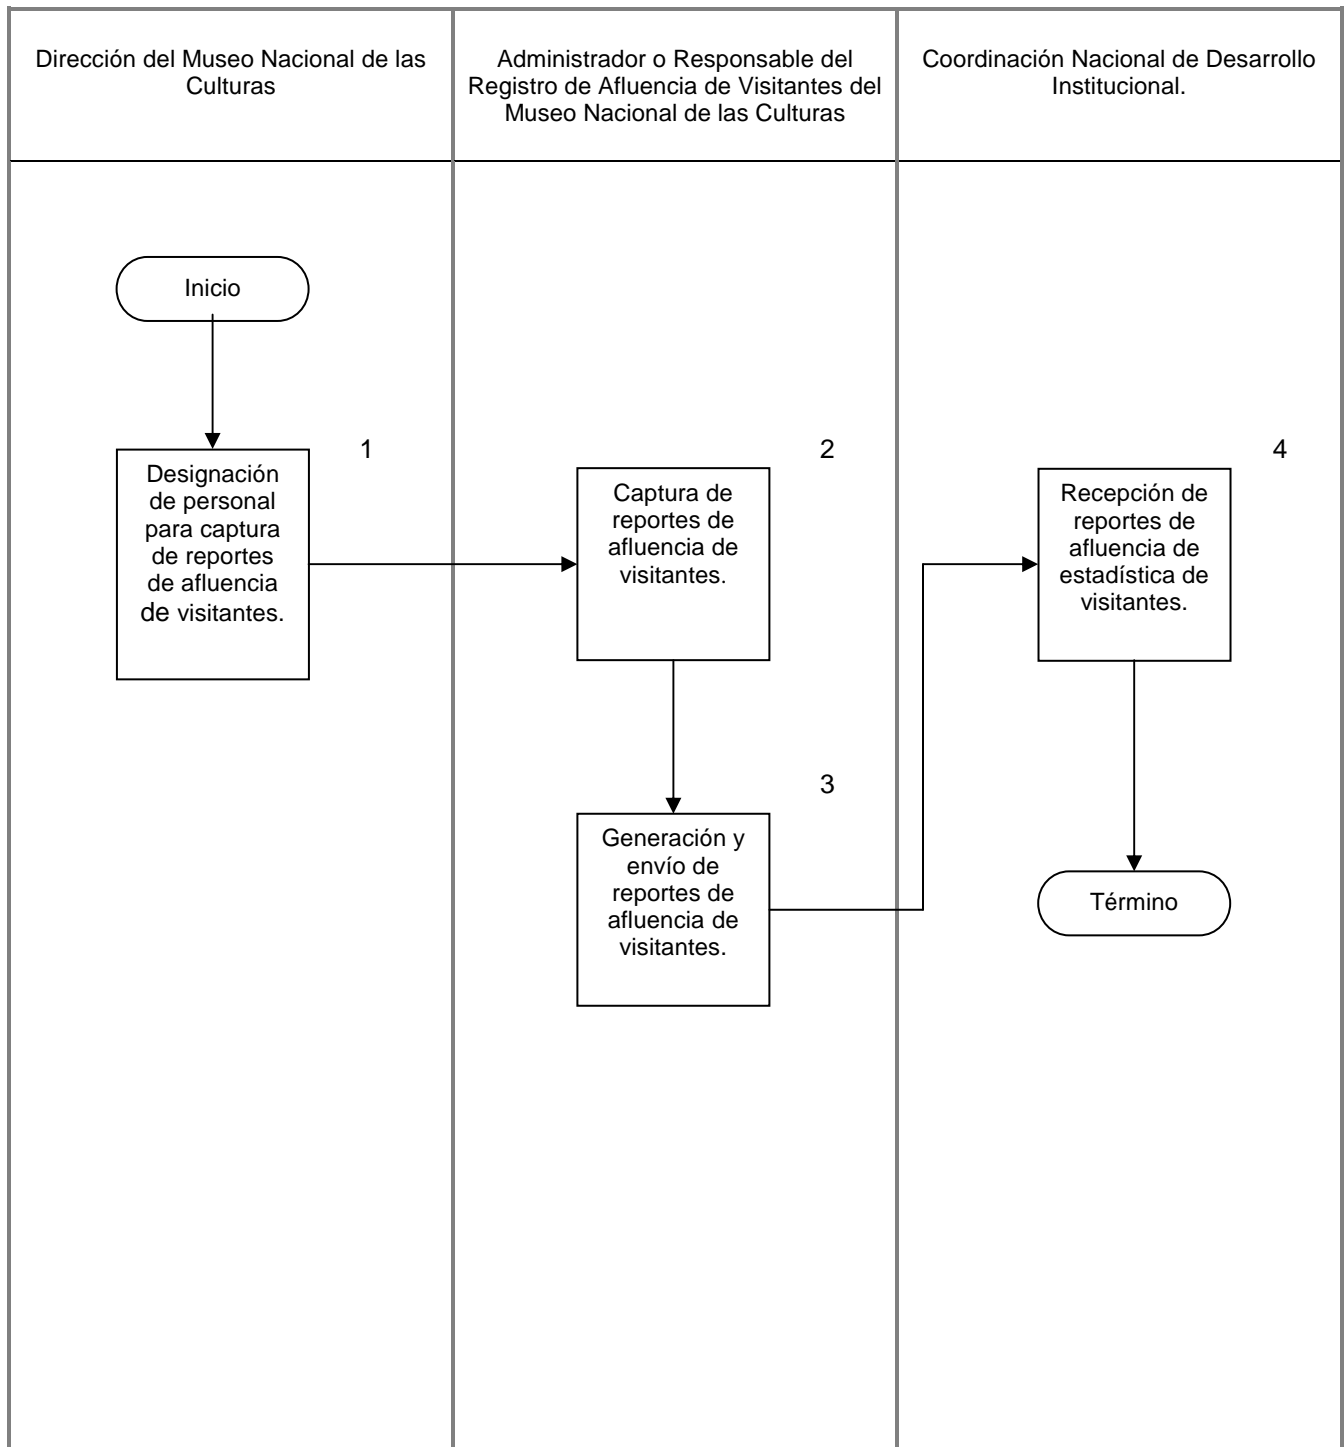 Dirección del Museo Nacional de las
Culturas
Administrador o Responsable del
Registro de Afluencia de Visitantes del
Museo Nacional de las Culturas
Coordinación Nacional de Desarrollo
Institucional.
Inicio
1
Designación
de personal
para captura
de reportes
de afluencia
de visitantes.
2
Captura de
reportes de
afluencia de
visitantes.
3
Generación y
envío de
reportes de
afluencia de
visitantes.
4
Recepción de
reportes de
afluencia de
estadística de
visitantes.
Término